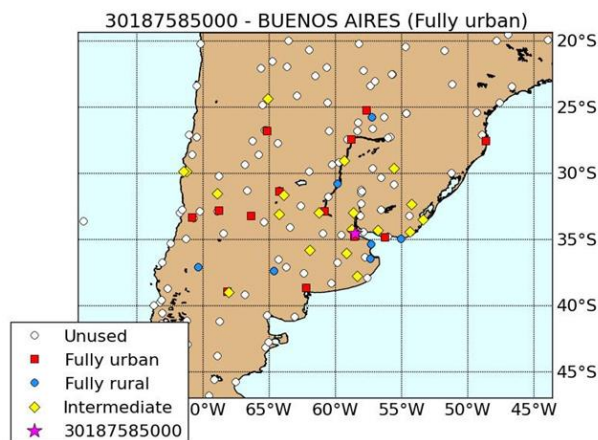 30187585000 - BUENOS AIRES (Fully urban)
20°S
25°S
30°S
35°S
40°S
45°S
Unused
Fully urban
Fully rural
Intermediate
30187585000
65°W 60°W 55°W 50°W 45°W